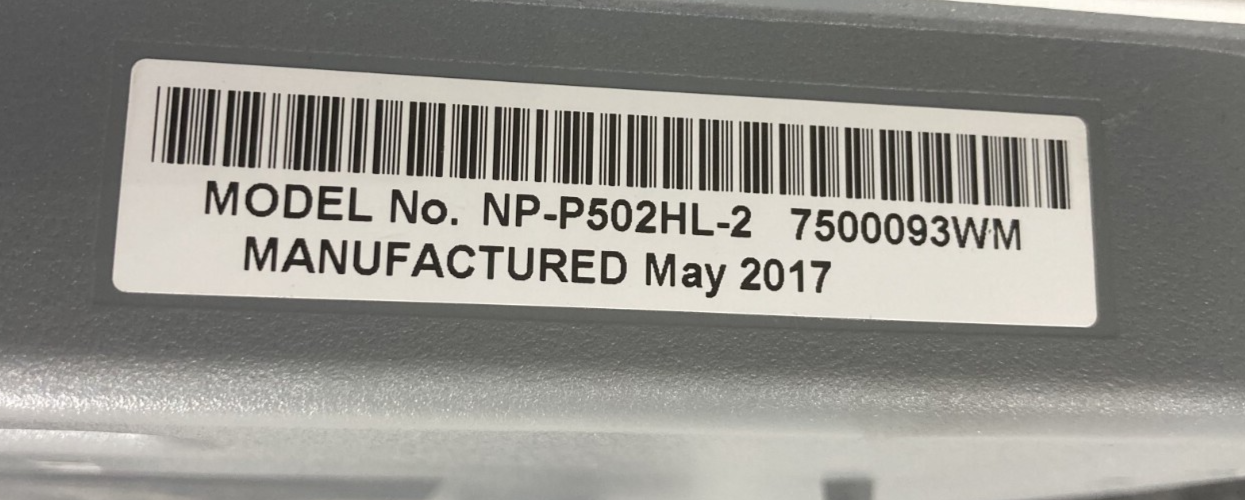 MODEL No. NP-P502HL-2 7500093WM
MANUFACTURED May 2017